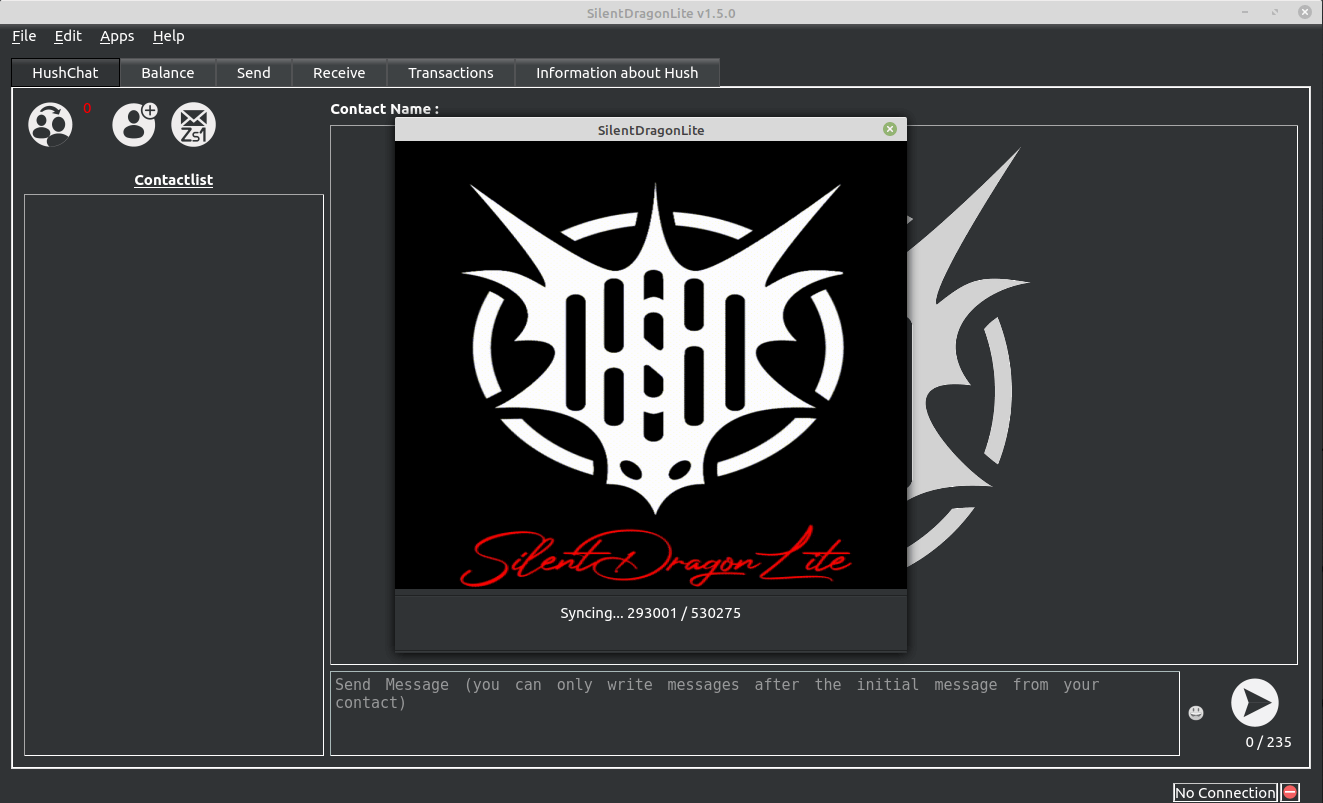 SilentDragonLite v1.5.0
File Edit Apps Help
HushChat Balance Send Receive Transactions Information about Hush
0
Zs1
Contact Name :
Contactlist
SilentDragonLite
SilentDragonLite
Syncing... 293001 / 530275
Send Message (you can only write messages after the initial message from your
contact)
0 / 235
No Connection